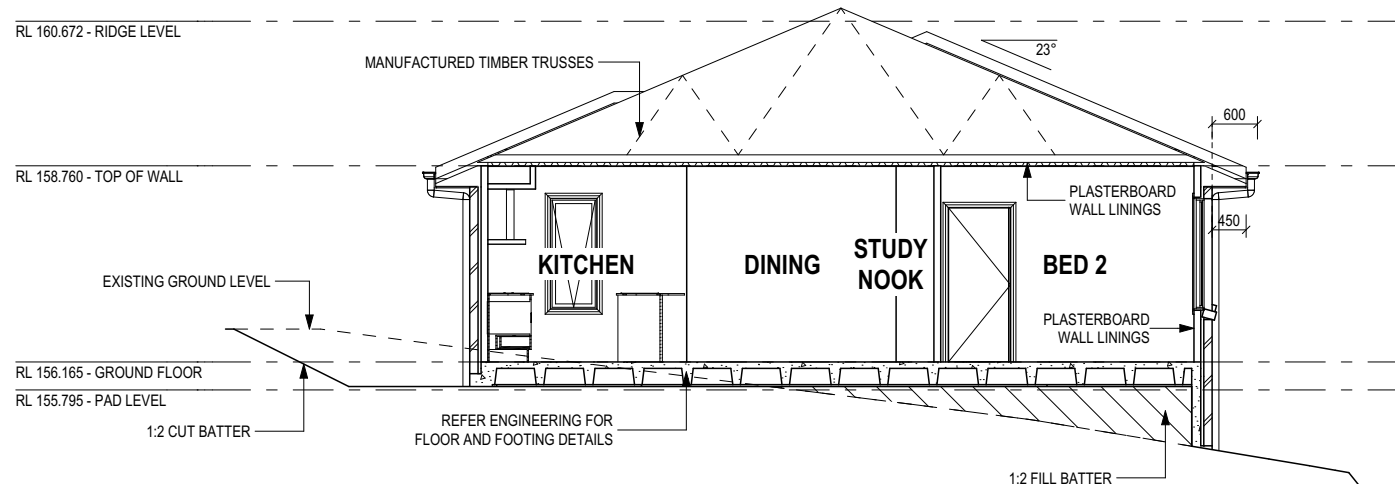 RL 160.672 - RIDGE LEVEL
23°
MANUFACTURED TIMBER TRUSSES
600
RL 158.760 - TOP OF WALL
PLASTERBOARD
WALL LININGS
450
KITCHEN
DINING
STUDY
NOOK
BED 2
EXISTING GROUND LEVEL
PLASTERBOARD
WALL LININGS
RL 156.165 - GROUND FLOOR
RL 155.795 - PAD LEVEL
1:2 CUT BATTER
REFER ENGINEERING FOR
FLOOR AND FOOTING DETAILS
1:2 FILL BATTER